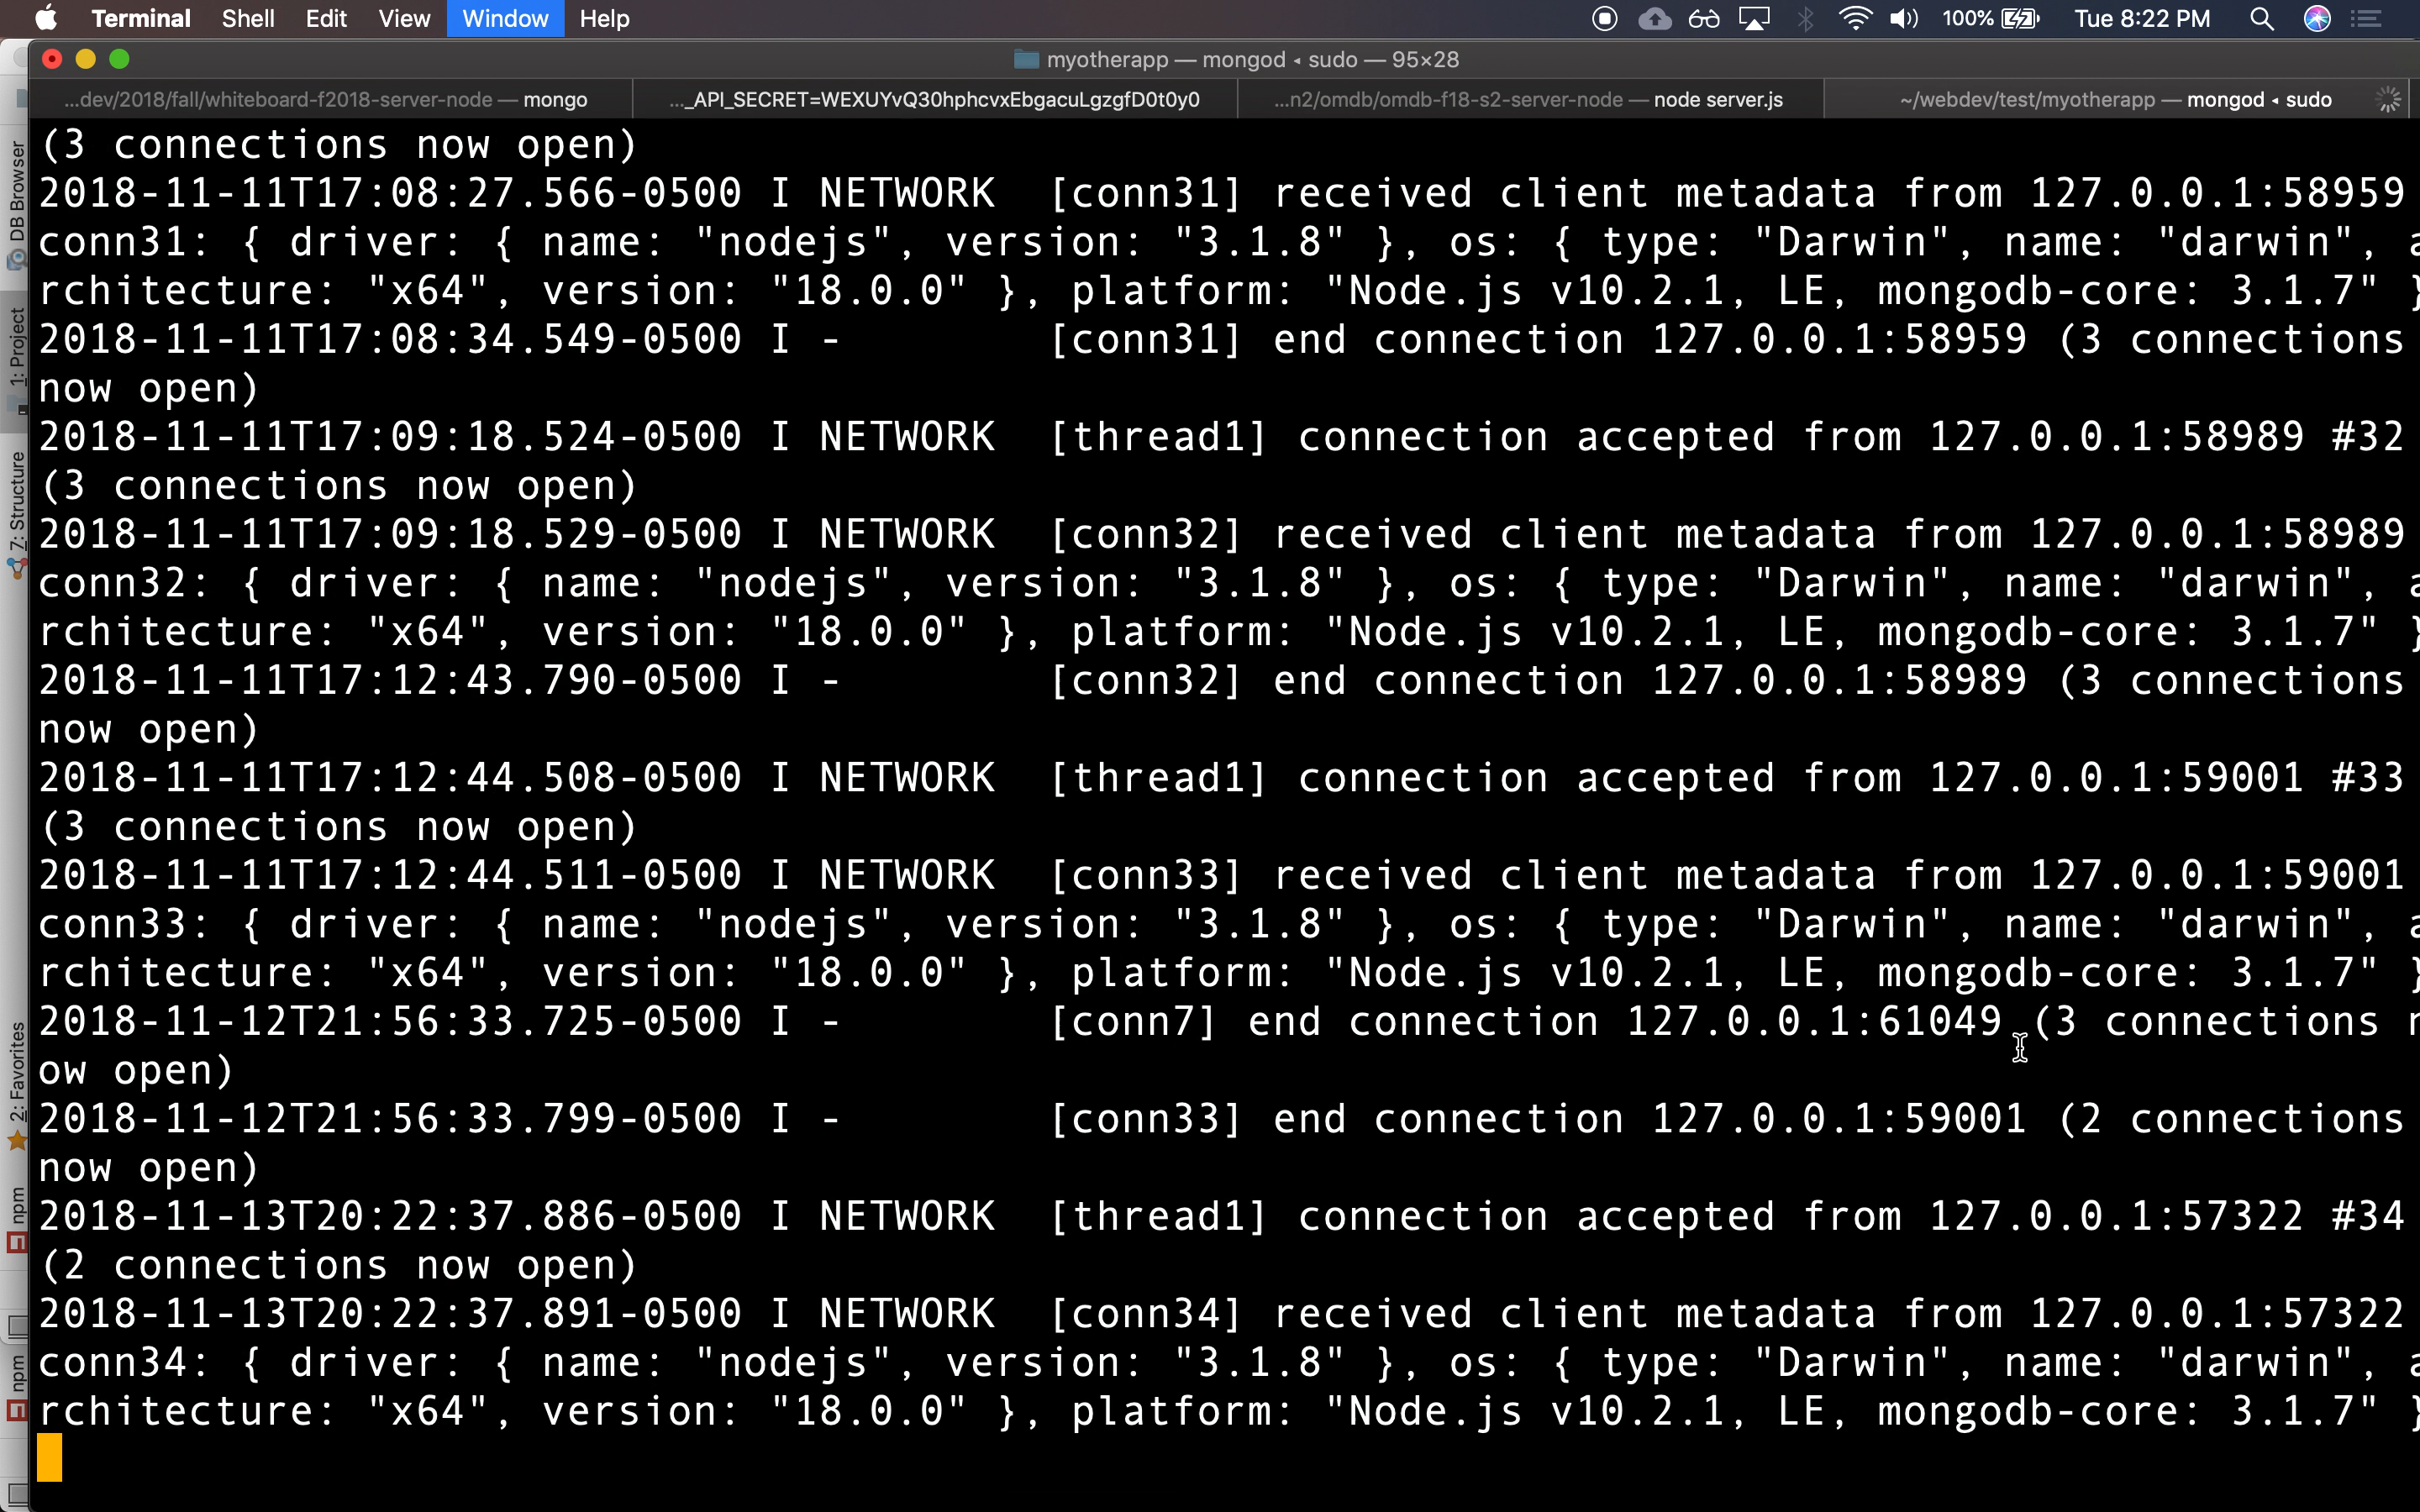 Terminal Shell Edit View Window Help 100% Tue 8:22 PM
myotherapp — mongod ◂ sudo — 95×28
...dev/2018/fall/whiteboard-f2018-server-node — mongo
..._API_SECRET=WEXUYvQ30hphcvxEbgacuLgzgfD0t0y0
...n2/omdb/omdb-f18-s2-server-node — node server.js
~/webdev/test/myotherapp — mongod ◂ sudo
DB Browser
1: Project
7: Structure
2: Favorites
npm
npm
(3 connections now open)
2018-11-11T17:08:27.566-0500 I NETWORK  [conn31] received client metadata from 127.0.0.1:58959
conn31: { driver: { name: "nodejs", version: "3.1.8" }, os: { type: "Darwin", name: "darwin", a
rchitecture: "x64", version: "18.0.0" }, platform: "Node.js v10.2.1, LE, mongodb-core: 3.1.7" }
2018-11-11T17:08:34.549-0500 I -        [conn31] end connection 127.0.0.1:58959 (3 connections
now open)
2018-11-11T17:09:18.524-0500 I NETWORK  [thread1] connection accepted from 127.0.0.1:58989 #32
(3 connections now open)
2018-11-11T17:09:18.529-0500 I NETWORK  [conn32] received client metadata from 127.0.0.1:58989
conn32: { driver: { name: "nodejs", version: "3.1.8" }, os: { type: "Darwin", name: "darwin", a
rchitecture: "x64", version: "18.0.0" }, platform: "Node.js v10.2.1, LE, mongodb-core: 3.1.7" }
2018-11-11T17:12:43.790-0500 I -        [conn32] end connection 127.0.0.1:58989 (3 connections
now open)
2018-11-11T17:12:44.508-0500 I NETWORK  [thread1] connection accepted from 127.0.0.1:59001 #33
(3 connections now open)
2018-11-11T17:12:44.511-0500 I NETWORK  [conn33] received client metadata from 127.0.0.1:59001
conn33: { driver: { name: "nodejs", version: "3.1.8" }, os: { type: "Darwin", name: "darwin", a
rchitecture: "x64", version: "18.0.0" }, platform: "Node.js v10.2.1, LE, mongodb-core: 3.1.7" }
2018-11-12T21:56:33.725-0500 I -        [conn7] end connection 127.0.0.1:61049 (3 connections n
ow open)
2018-11-12T21:56:33.799-0500 I -        [conn33] end connection 127.0.0.1:59001 (2 connections
now open)
2018-11-13T20:22:37.886-0500 I NETWORK  [thread1] connection accepted from 127.0.0.1:57322 #34
(2 connections now open)
2018-11-13T20:22:37.891-0500 I NETWORK  [conn34] received client metadata from 127.0.0.1:57322
conn34: { driver: { name: "nodejs", version: "3.1.8" }, os: { type: "Darwin", name: "darwin", a
rchitecture: "x64", version: "18.0.0" }, platform: "Node.js v10.2.1, LE, mongodb-core: 3.1.7" }